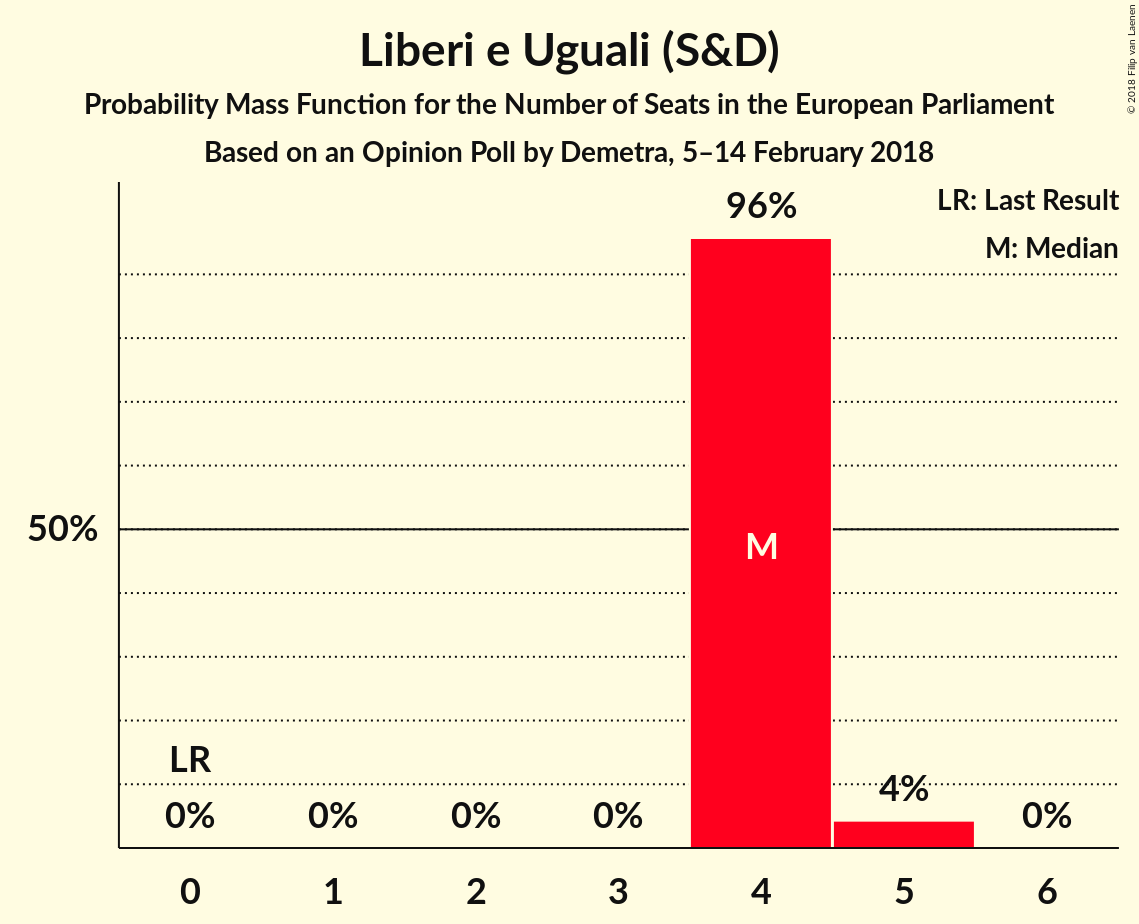 Liberi e Uguali (S&D)
Probability Mass Function for the Number of Seats in the European Parliament
Based on an Opinion Poll by Demetra, 5–14 February 2018
© 2018 Filip van Laenen
LR: Last Result
M: Median
96%
50%
M
LR
0%
0%
0%
0%
4%
0%
0
1
2
3
4
5
6